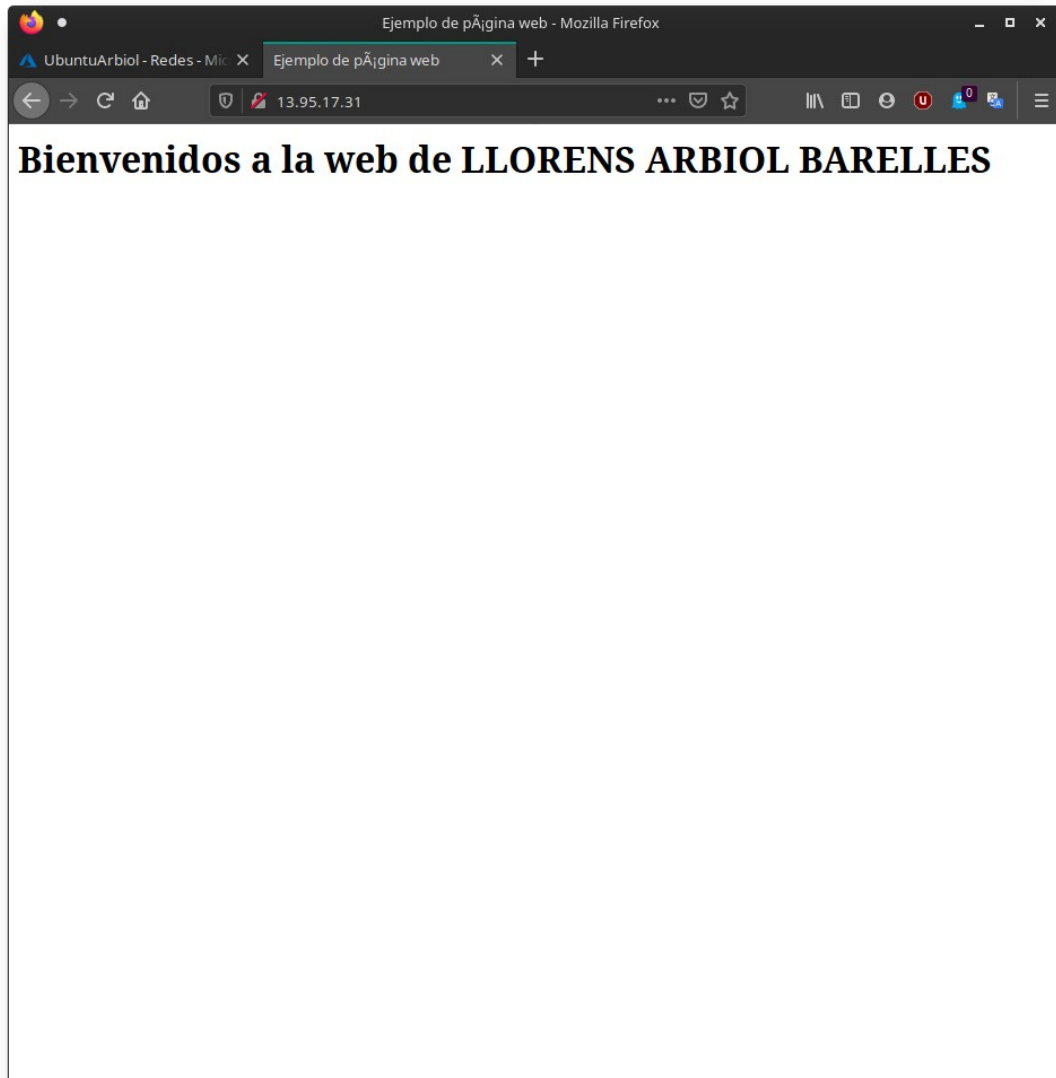 Ejemplo de pÃ¡gina web - Mozilla Firefox
UbuntuArbiol - Redes - Mic
Ejemplo de pÃ¡gina web
13.95.17.31
0
Bienvenidos a la web de LLORENS ARBIOL BARELLES